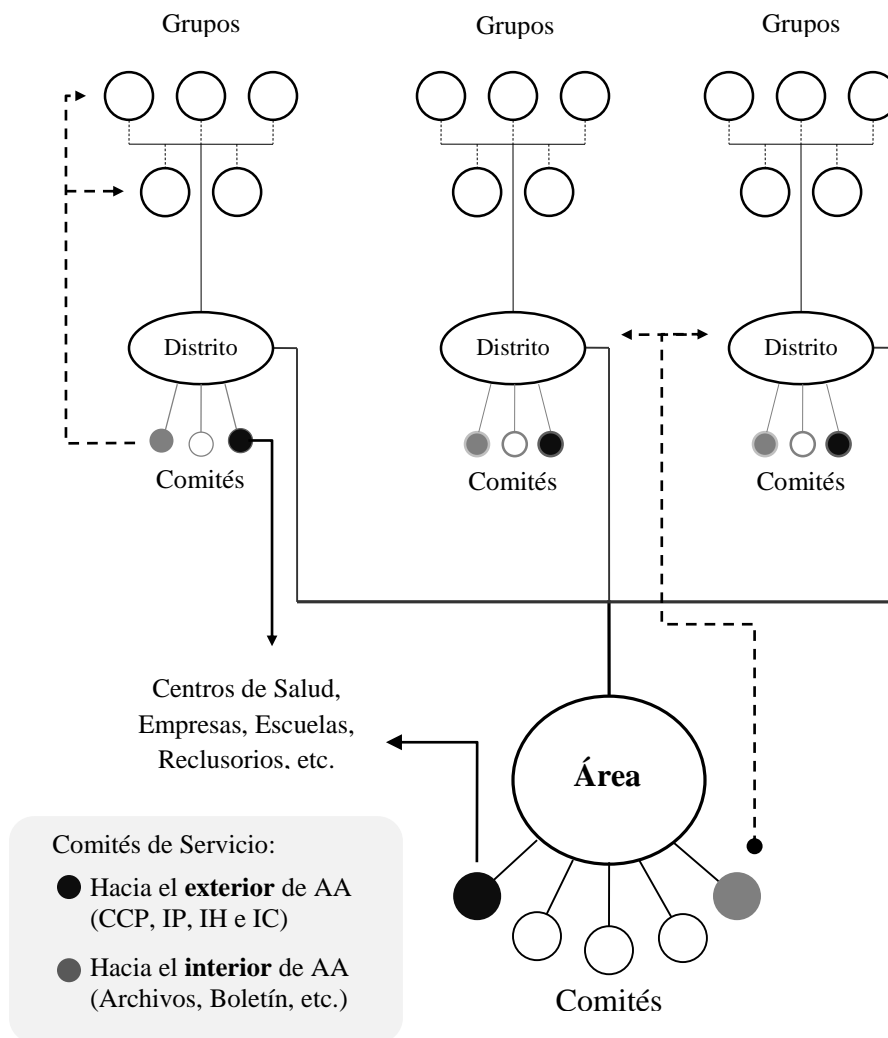 Grupos
Grupos
Grupos
Distrito
Distrito
Distrito
Comités
Comités
Comités
Centros de Salud,
Empresas, Escuelas,
Reclusorios, etc.
Área
Comités de Servicio:
Hacia el exterior de AA
(CCP, IP, IH e IC)
Hacia el interior de AA
(Archivos, Boletín, etc.)
Comités